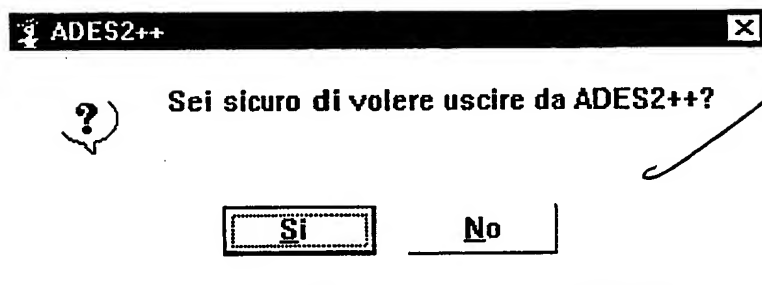 ADES2++
Sei sicuro di volere uscire da ADES2++?
Si
No